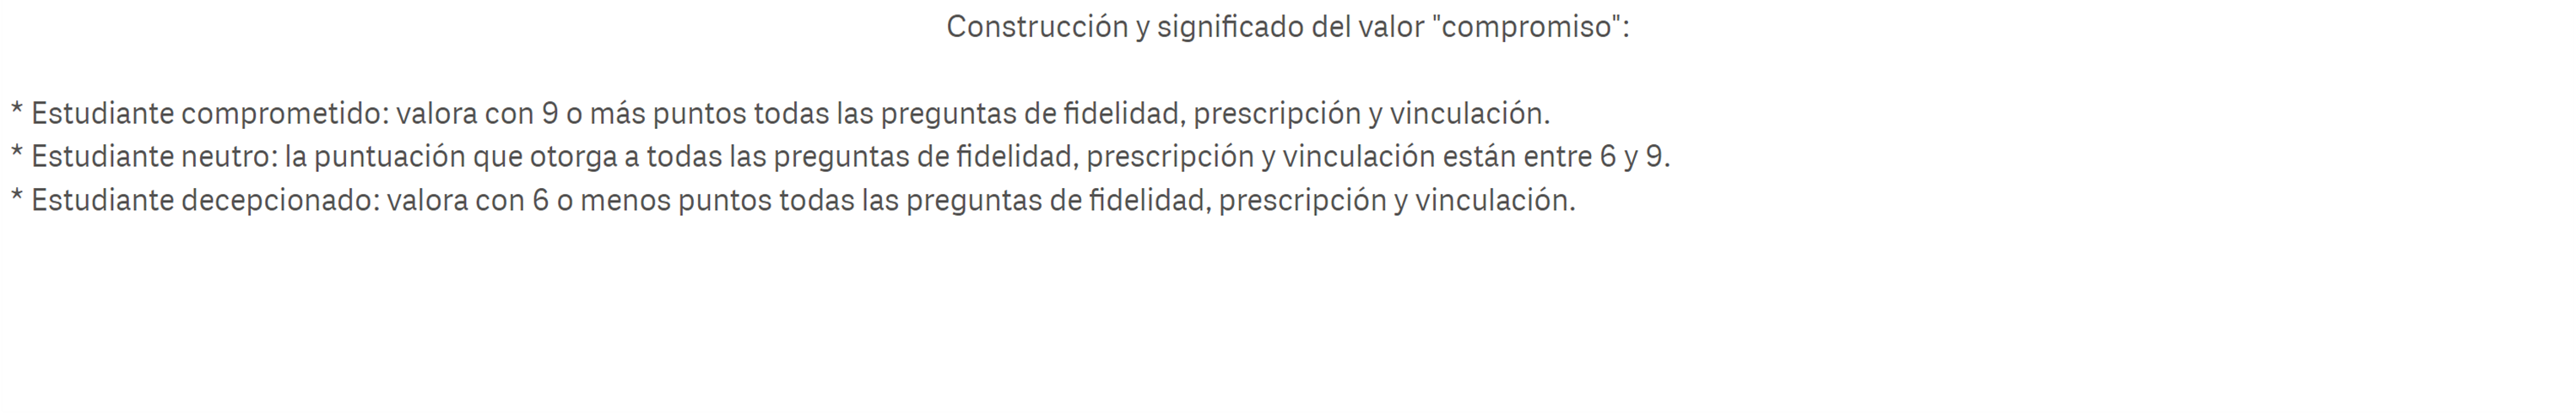 Construcción y significado del valor "compromiso":
* Estudiante comprometido: valora con 9 o más puntos todas las preguntas de fidelidad, prescripción y vinculación.
* Estudiante neutro: la puntuación que otorga a todas las preguntas de fidelidad, prescripción y vinculación están entre 6 y 9.
* Estudiante decepcionado: valora con 6 o menos puntos todas las preguntas de fidelidad, prescripción y vinculación.